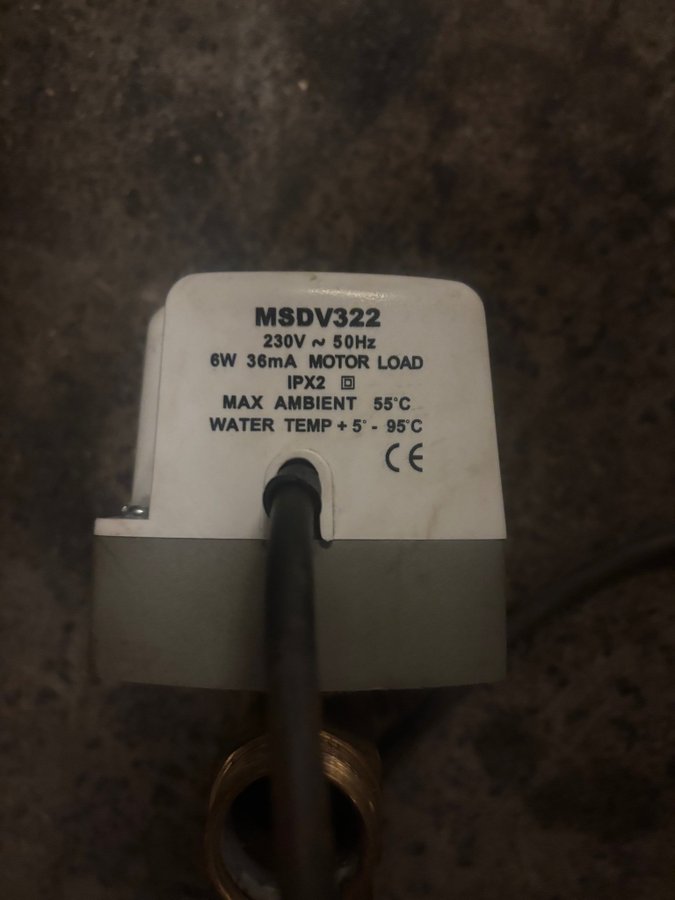 MSDV322
230V ~ 50Hz
6W 36mA MOTOR LOAD
IPX2
MAX AMBIENT 55°C
WATER TEMP + 5° - 95°C
CE